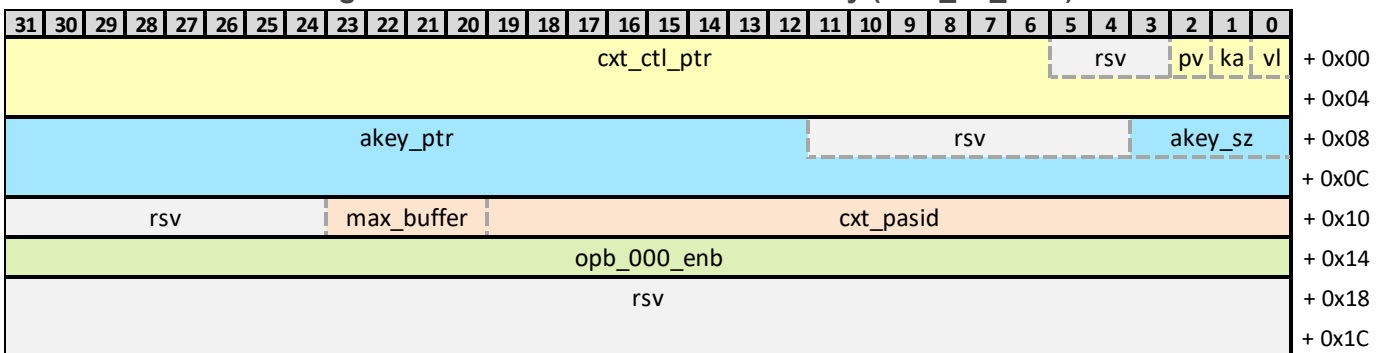 31 30 29 28 27 26 25 24 23 22 21 20 19 18 17 16 15 14 13 12 11 10 9 8 7 6 5 4 3 2 1 0
cxt_ctl_ptr rsv pv ka vl + 0x00
+ 0x04
akey_ptr rsv akey_sz + 0x08
+ 0x0C
rsv max_buffer cxt_pasid + 0x10
opb_000_enb + 0x14
rsv + 0x18
+ 0x1C